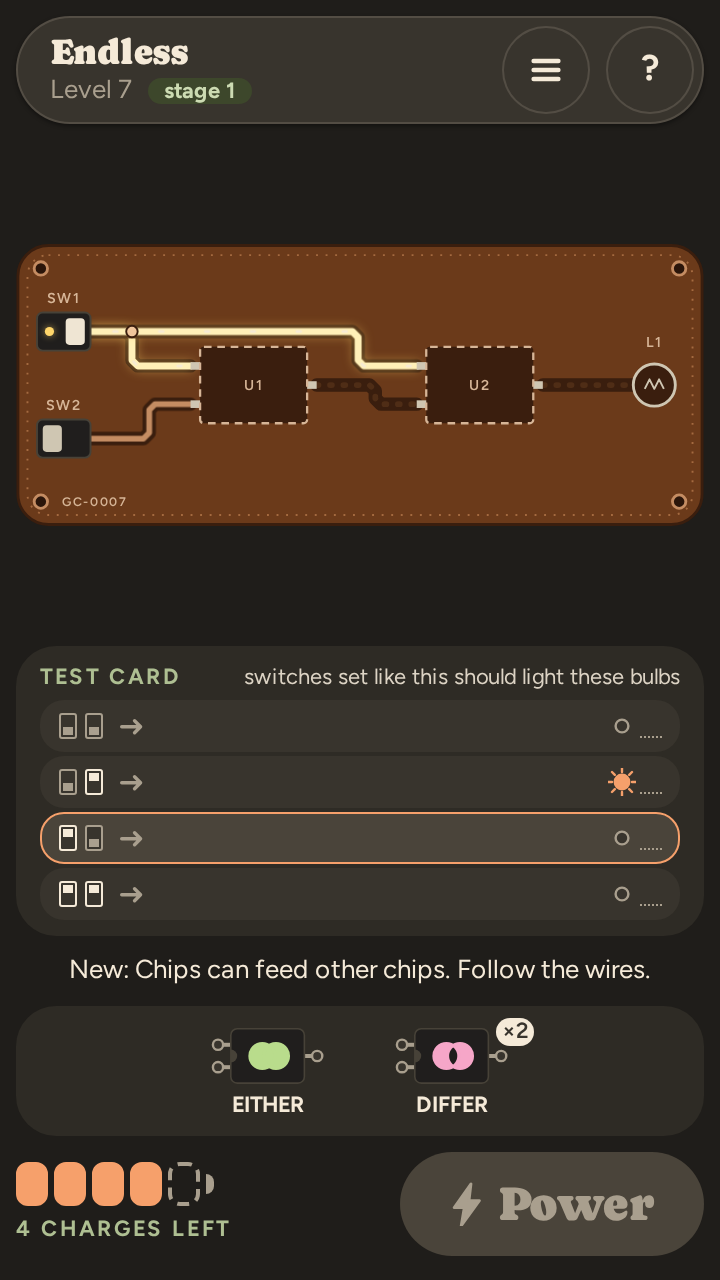 Endless
Level 7 stage 1
?
SW1
L1
U1
U2
SW2
GC-0007
TEST CARD switches set like this should light these bulbs
New: Chips can feed other chips. Follow the wires.
×2
EITHER DIFFER
4 CHARGES LEFT
Power